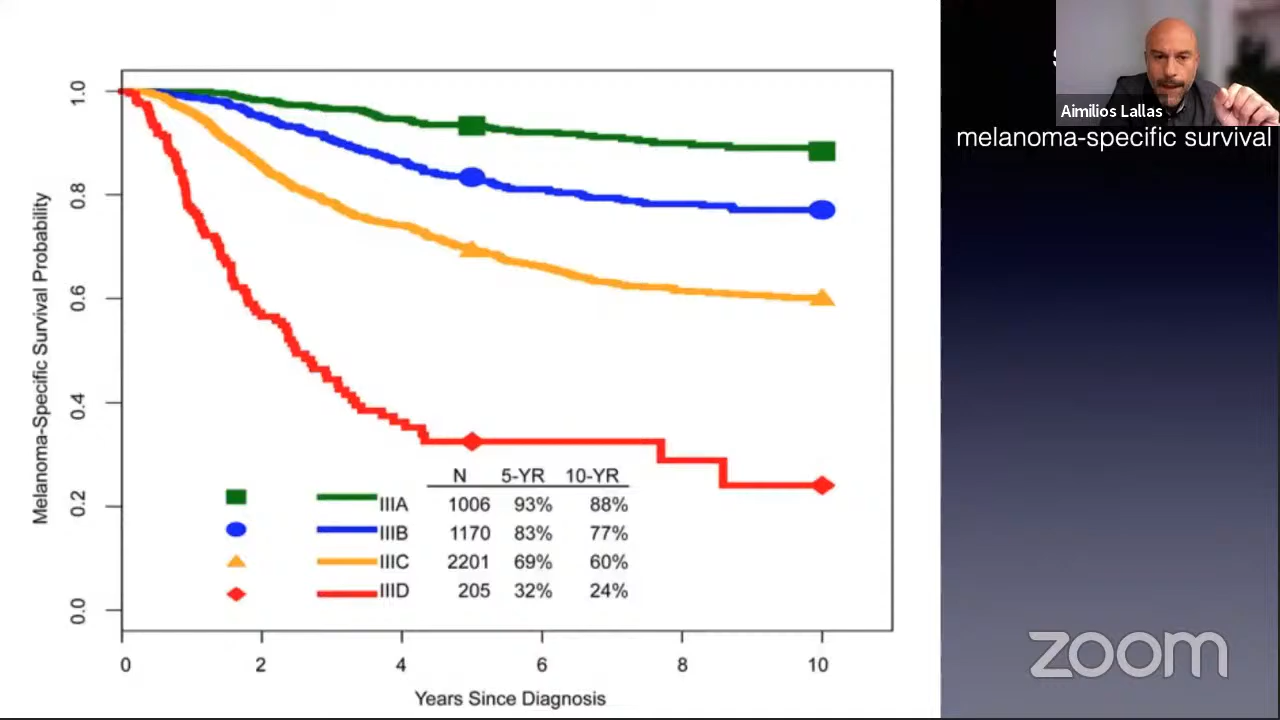 Melanoma-Specific Survival Probability
1.0
0.8
0.6
0.4
0.2
0.0
N 5-YR 10-YR
IIIA 1006 93% 88%
IIIB 1170 83% 77%
IIIC 2201 69% 60%
IIID 205 32% 24%
0 2 4 6 8 10
Years Since Diagnosis
Aimilios Lallas
melanoma-specific survival
zoom